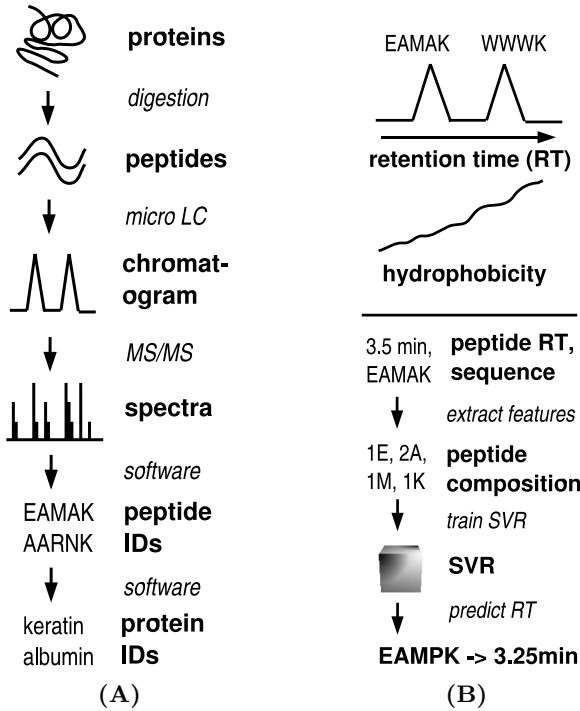 proteins
digestion
peptides
micro LC
chromat-
ogram
MS/MS
spectra
software
EAMAK peptide
AARNK IDs
software
keratin protein
albumin IDs
(A)
EAMAK WWWK
retention time (RT)
hydrophobicity
3.5 min, peptide RT,
EAMAK sequence
extract features
1E, 2A, peptide
1M, 1K composition
train SVR
SVR
predict RT
EAMPK -> 3.25min
(B)